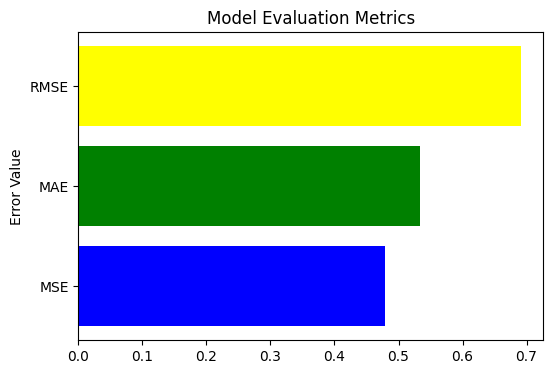 Model Evaluation Metrics
Error Value
RMSE
MAE
MSE
0.0 0.1 0.2 0.3 0.4 0.5 0.6 0.7